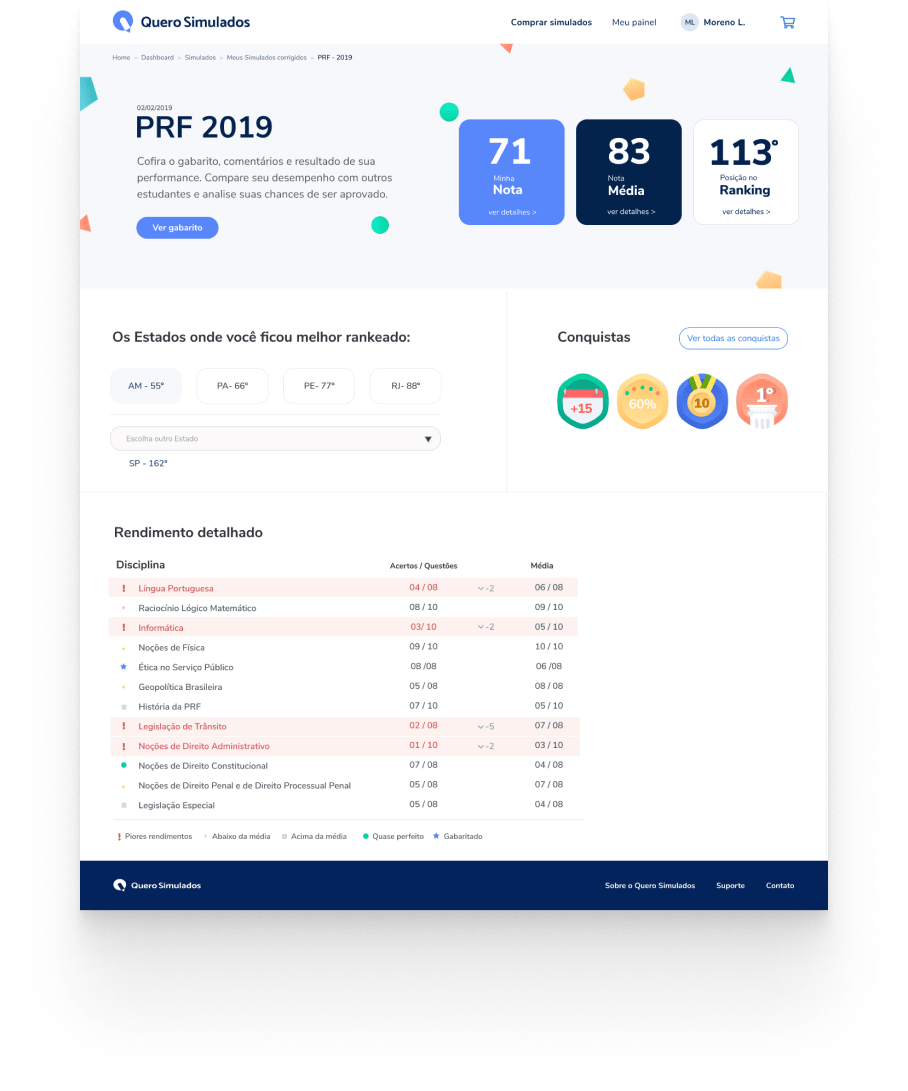 Quero Simulados
Comprar simulados Meu painel ML Moreno L.
Home > Dashboard > Simulados > Meus Simulados corrigidos > PRF - 2019
02/02/2019
PRF 2019
Cofira o gabarito, comentários e resultado de sua
performance. Compare seu desempenho com outros
estudantes e analise suas chances de ser aprovado.
Ver gabarito
71
Minha
Nota
ver detalhes >
83
Nota
Média
ver detalhes >
113°
Posição no
Ranking
ver detalhes >
Os Estados onde você ficou melhor rankeado:
AM - 55º PA- 66º PE- 77º RJ- 88º
Escolha outro Estado
SP - 162º
Conquistas
Ver todas as conquistas
+15 60% 10 1º
Rendimento detalhado
Disciplina Acertos / Questões Média
! Língua Portuguesa 04 / 08 -2 06 / 08
Raciocínio Lógico Matemático 08 / 10 09 / 10
! Informática 03/ 10 -2 05 / 10
Noções de Física 09 / 10 10 / 10
Ética no Serviço Público 08 /08 06 /08
Geopolítica Brasileira 05 / 08 08 / 08
História da PRF 07 / 10 05 / 10
! Legislação de Trânsito 02 / 08 -5 07 / 08
! Noções de Direito Administrativo 01 / 10 -2 03 / 10
Noções de Direito Constitucional 07 / 08 04 / 08
Noções de Direito Penal e de Direito Processual Penal 05 / 08 07 / 08
Legislação Especial 05 / 08 04 / 08
! Piores rendimentos Abaixo da média Acima da média Quase perfeito Gabaritado
Quero Simulados
Sobre o Quero Simulados Suporte Contato